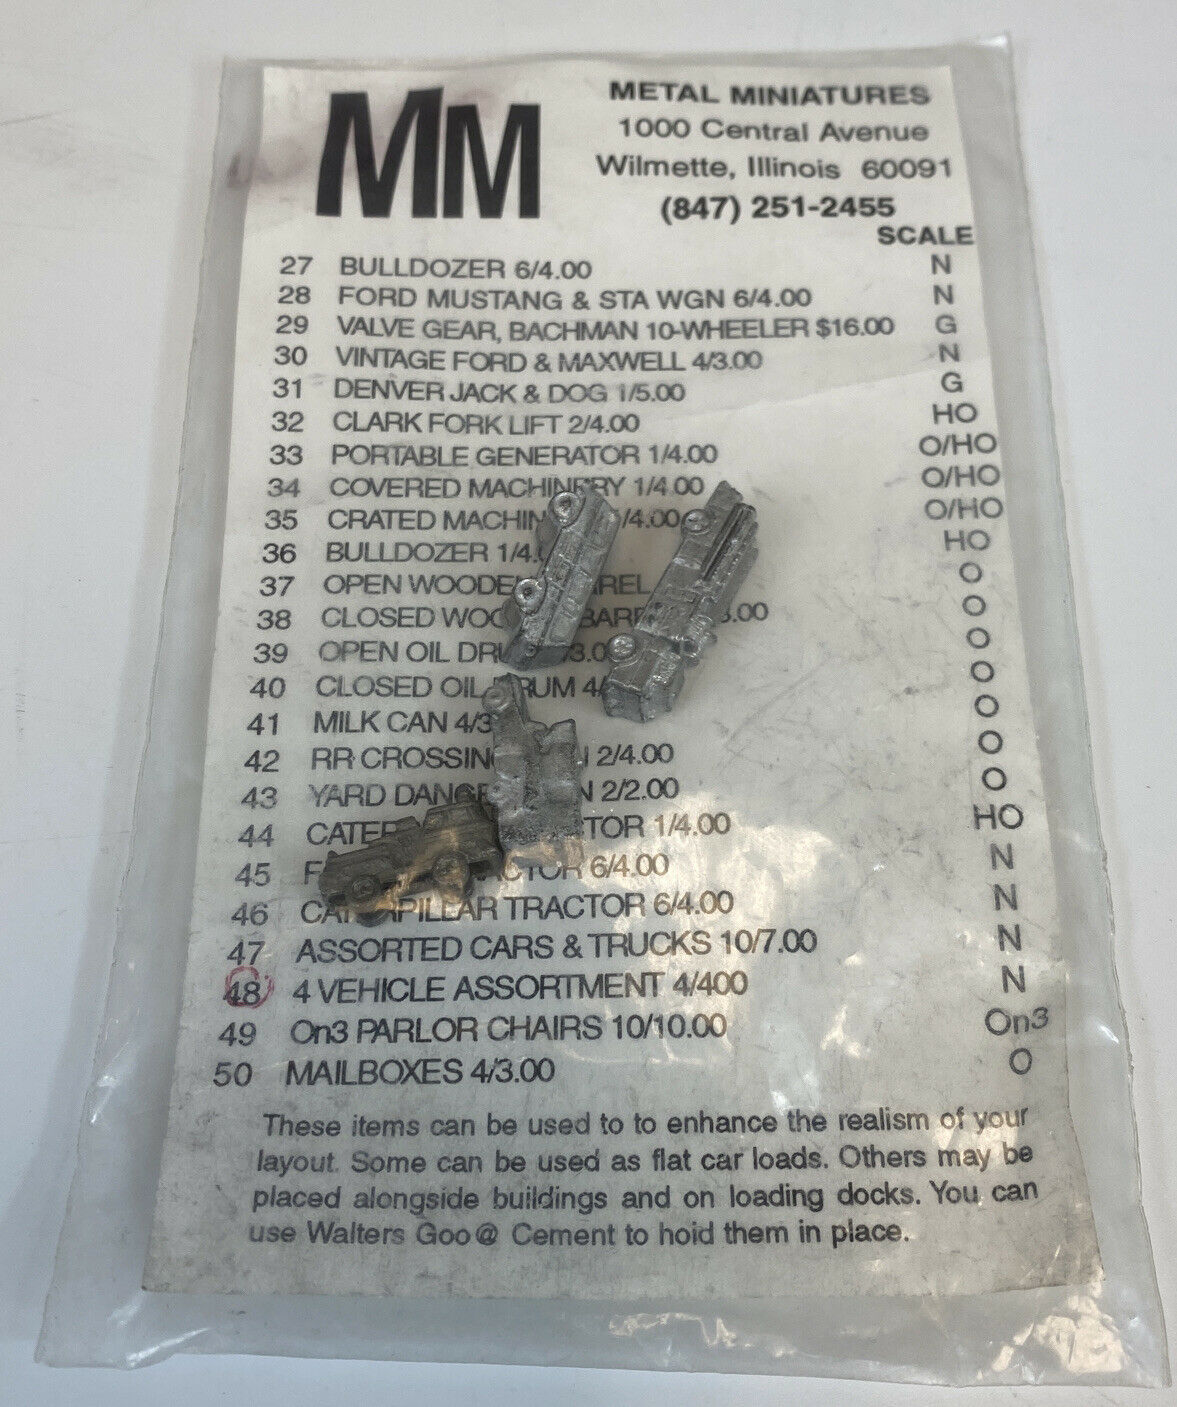 MM
METAL MINIATURES
1000 Central Avenue
Wilmette, Illinois 60091
(847) 251-2455
SCALE
27 BULLDOZER 6/4.00 N
28 FORD MUSTANG & STA WGN 6/4.00 N
29 VALVE GEAR, BACHMAN 10-WHEELER $16.00 G
30 VINTAGE FORD & MAXWELL 4/3.00 N
31 DENVER JACK & DOG 1/5.00 G
32 CLARK FORK LIFT 2/4.00 HO
33 PORTABLE GENERATOR 1/4.00 O/HO
34 COVERED MACHINERY 1/4.00 O/HO
35 CRATED /4.00 O/HO
36 BULLDOZER HO
37 OPEN O
38 CLOSED O
39 OPEN OIL O
40 CLOSED OIL DRUM O
41 MILK CAN O
42 RR CROSSING 2/4.00 O
43 YARD 2/2.00 O
44 1/4.00 HO
45 6/4.00 N
46 CATERPILLAR TRACTOR 6/4.00 N
47 ASSORTED CARS & TRUCKS 10/7.00 N
48 4 VEHICLE ASSORTMENT 4/400 N
49 On3 PARLOR CHAIRS 10/10.00 On3
50 MAILBOXES 4/3.00 O
These items can be used to to enhance the realism of your
layout. Some can be used as flat car loads. Others may be
placed alongside buildings and on loading docks. You can
use Walters Goo@ Cement to hold them in place.